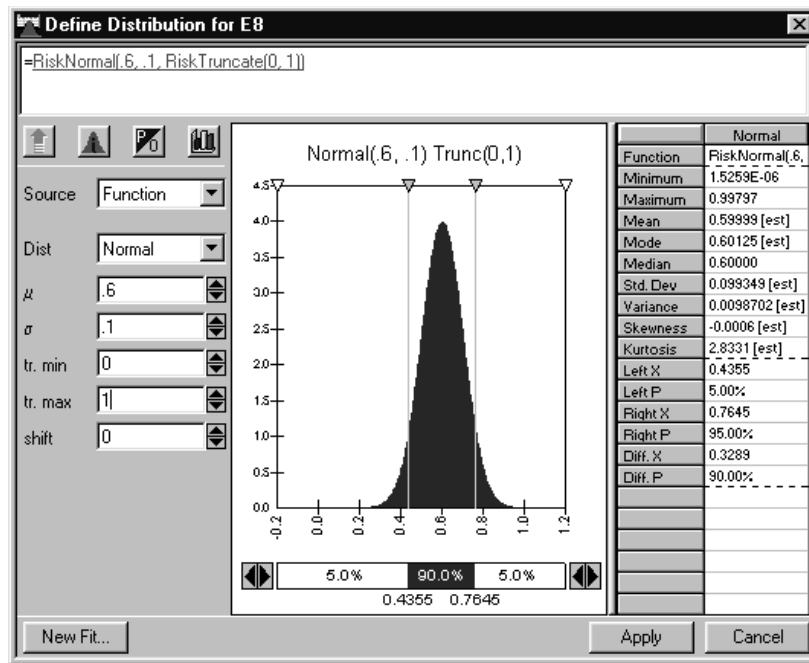 Define Distribution for E8
=RiskNormal(.6, .1, RiskTruncate(0, 1))
Source Function
Dist Normal
μ .6
σ .1
tr. min 0
tr. max 1
shift 0
Normal(.6, .1) Trunc(0,1)
4.5
4.0
3.5
3.0
2.5
2.0
1.5
1.0
0.5
0.0
-0.2 0.0 0.2 0.4 0.6 0.8 1.0 1.2
5.0% 90.0% 5.0%
0.4355 0.7645
Normal
Function RiskNormal(.6,
Minimum 1.5259E-06
Maximum 0.99797
Mean 0.59999 [est]
Mode 0.60125 [est]
Median 0.60000
Std. Dev 0.099349 [est]
Variance 0.0098702 [est]
Skewness -0.0006 [est]
Kurtosis 2.8331 [est]
Left X 0.4355
Left P 5.00%
Right X 0.7645
Right P 95.00%
Diff. X 0.3289
Diff. P 90.00%
New Fit... Apply Cancel